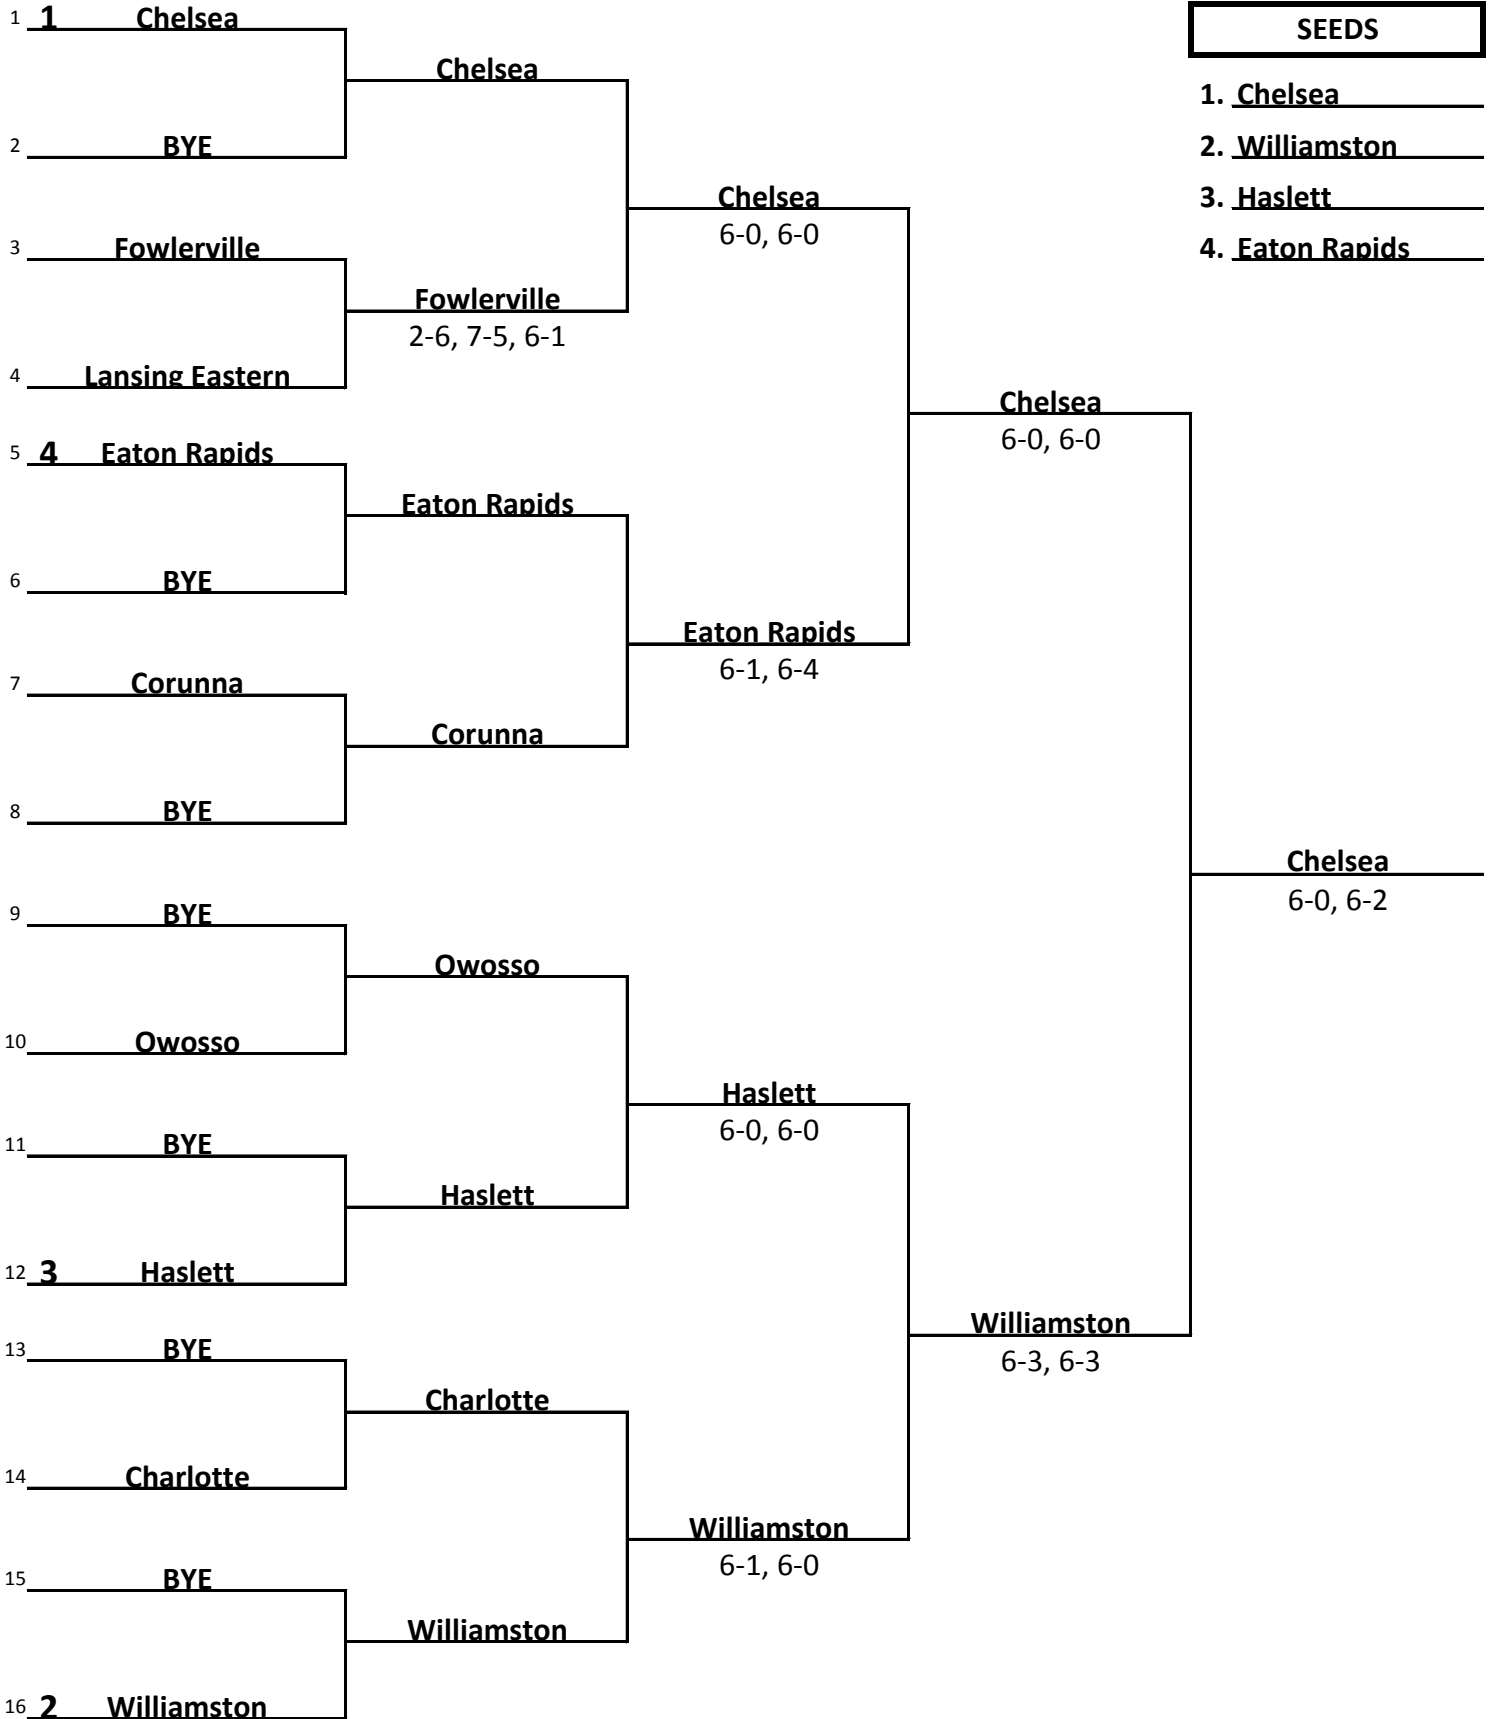 1 1 Chelsea
SEEDS
Chelsea
1. Chelsea
2 BYE
2. Williamston
Chelsea
6-0, 6-0
3. Haslett
3 Fowlerville
4. Eaton Rapids
Fowlerville
2-6, 7-5, 6-1
4 Lansing Eastern
Chelsea
6-0, 6-0
5 4 Eaton Rapids
Eaton Rapids
6 BYE
Eaton Rapids
6-1, 6-4
7 Corunna
Corunna
8 BYE
Chelsea
6-0, 6-2
9 BYE
Owosso
10 Owosso
Haslett
6-0, 6-0
11 BYE
Haslett
12 3 Haslett
Williamston
6-3, 6-3
13 BYE
Charlotte
14 Charlotte
Williamston
6-1, 6-0
15 BYE
Williamston
16 2 Williamston